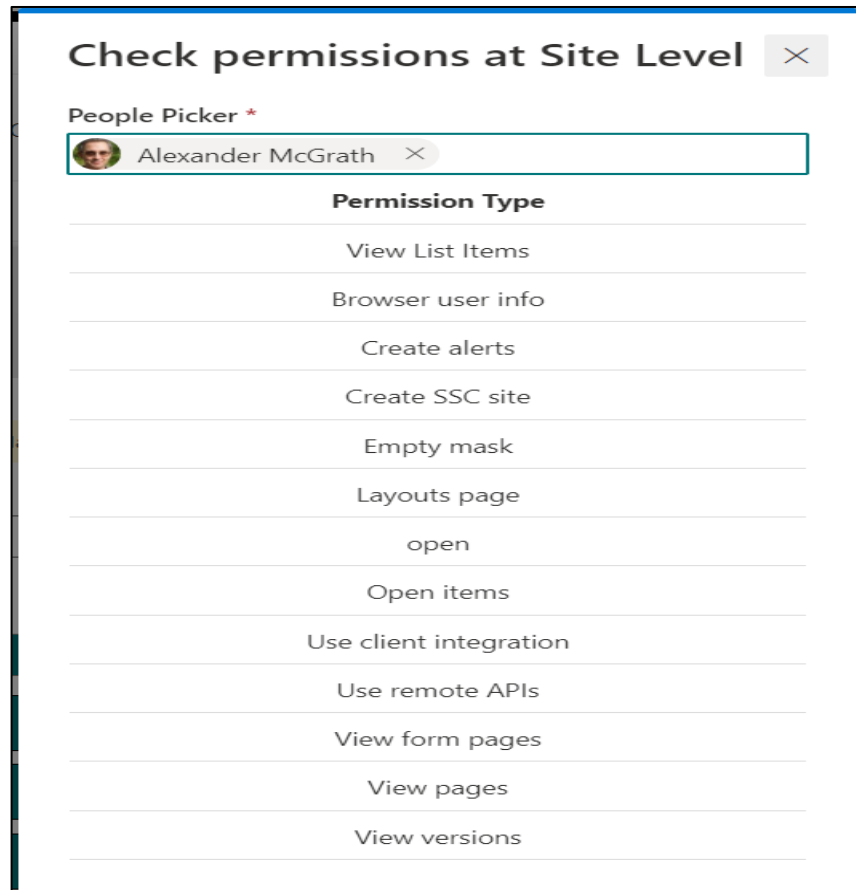 Check permissions at Site Level
People Picker *
Alexander McGrath
Permission Type
View List Items
Browser user info
Create alerts
Create SSC site
Empty mask
Layouts page
open
Open items
Use client integration
Use remote APIs
View form pages
View pages
View versions